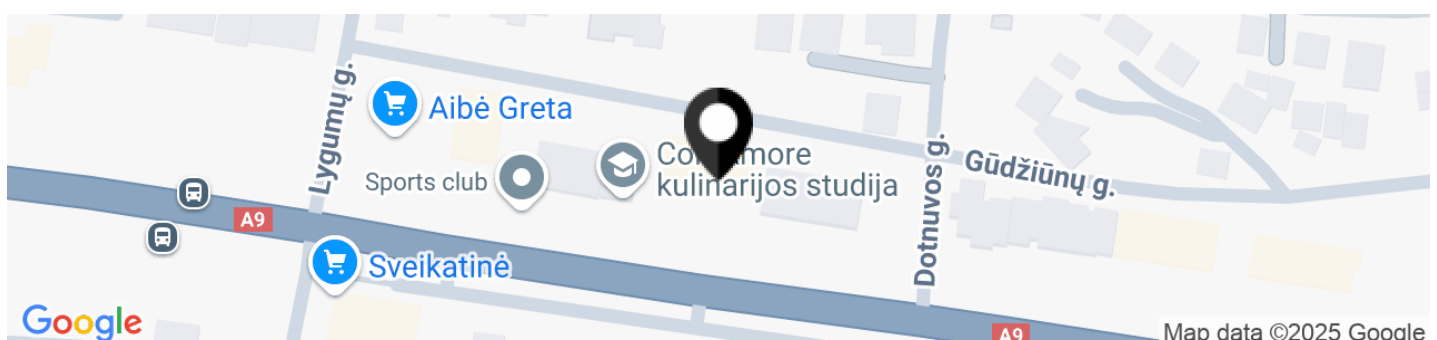 Lygumų g.
Aibė Greta
Sports club
kulinarijos studija
Gūdžiūnų g.
Dotnuvos g.
A9
Sveikatinė
A9
Google
Map data ©2025 Google